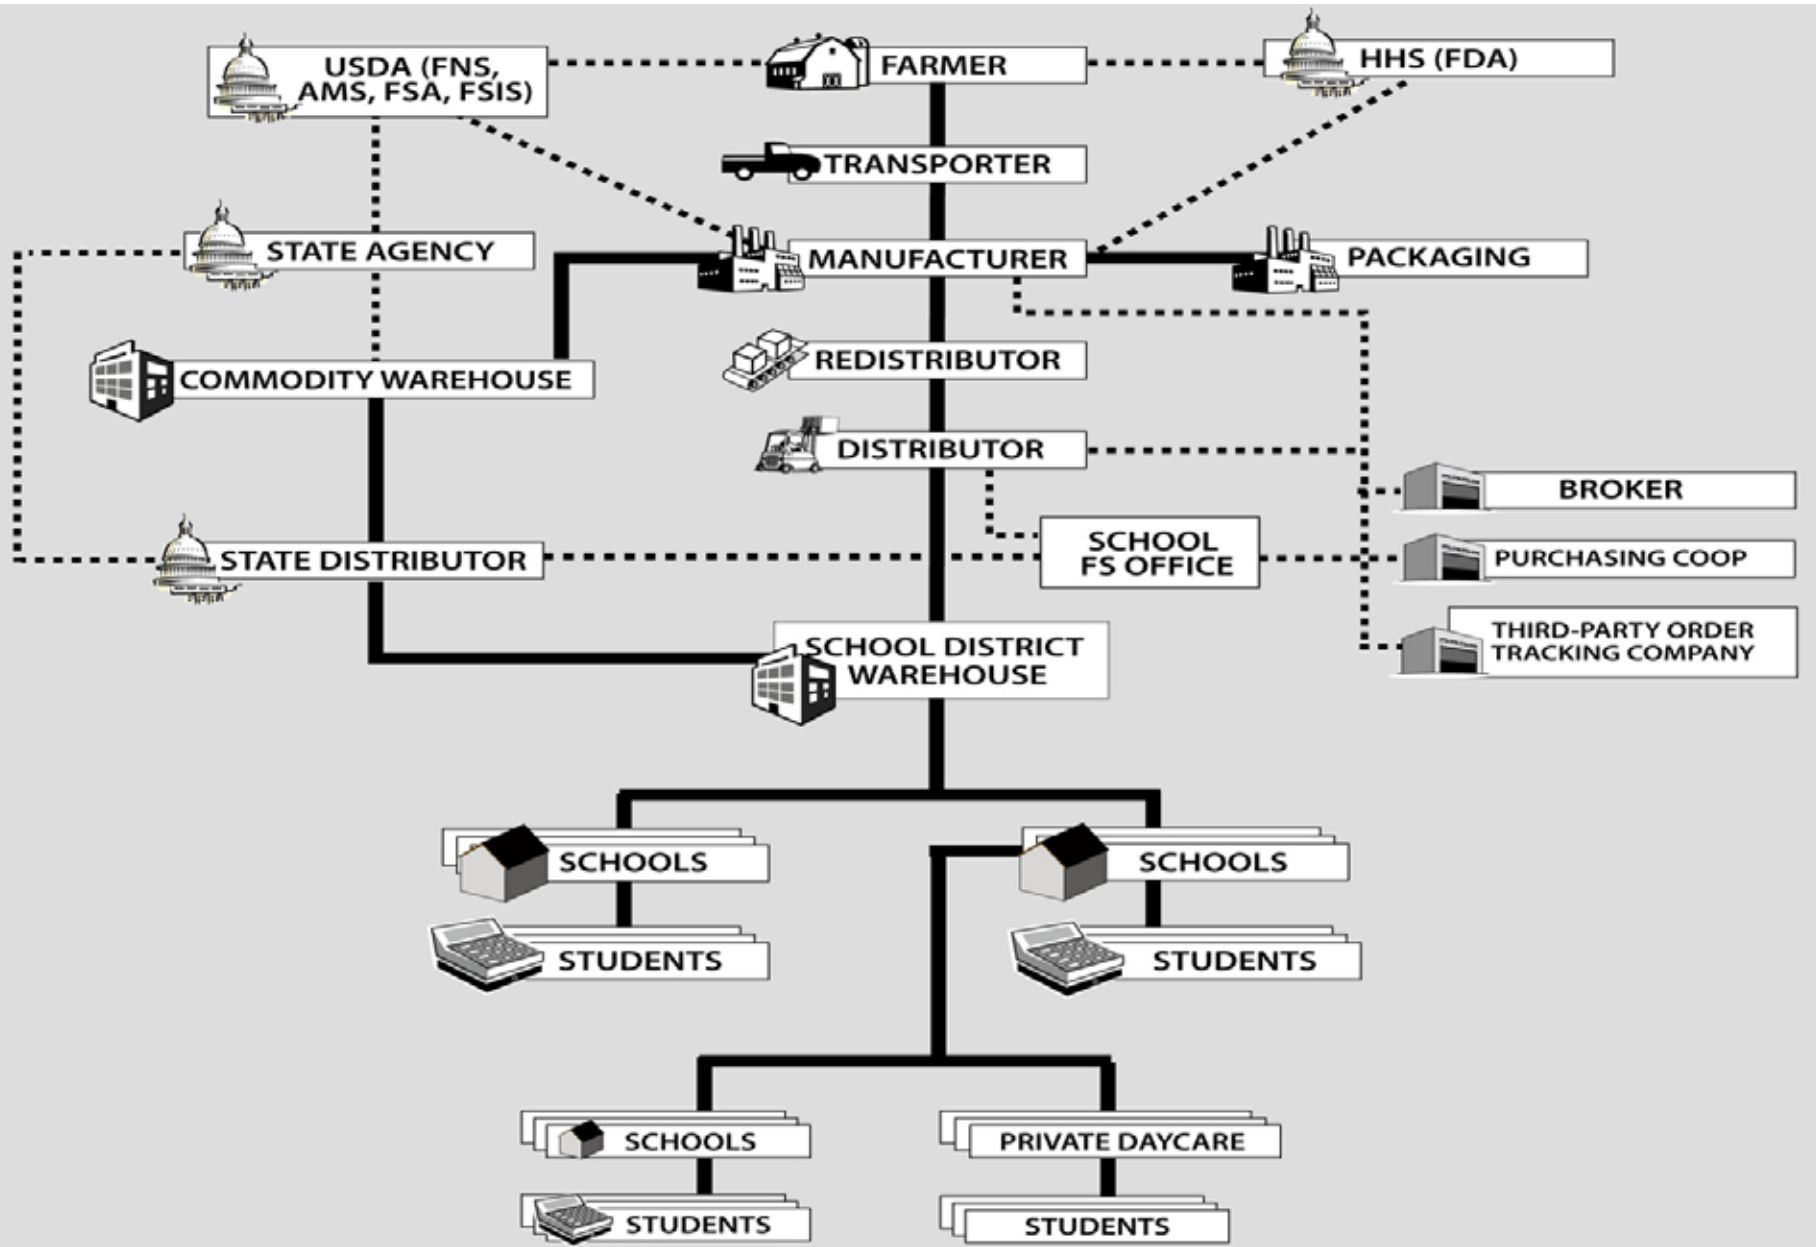 USDA (FNS,
AMS, FSA, FSIS)
FARMER
HHS (FDA)
TRANSPORTER
STATE AGENCY
MANUFACTURER
PACKAGING
REDISTRIBUTOR
COMMODITY WAREHOUSE
DISTRIBUTOR
BROKER
SCHOOL
FS OFFICE
STATE DISTRIBUTOR
PURCHASING COOP
THIRD-PARTY ORDER
TRACKING COMPANY
SCHOOL DISTRICT
WAREHOUSE
SCHOOLS
SCHOOLS
STUDENTS
STUDENTS
SCHOOLS
PRIVATE DAYCARE
STUDENTS
STUDENTS